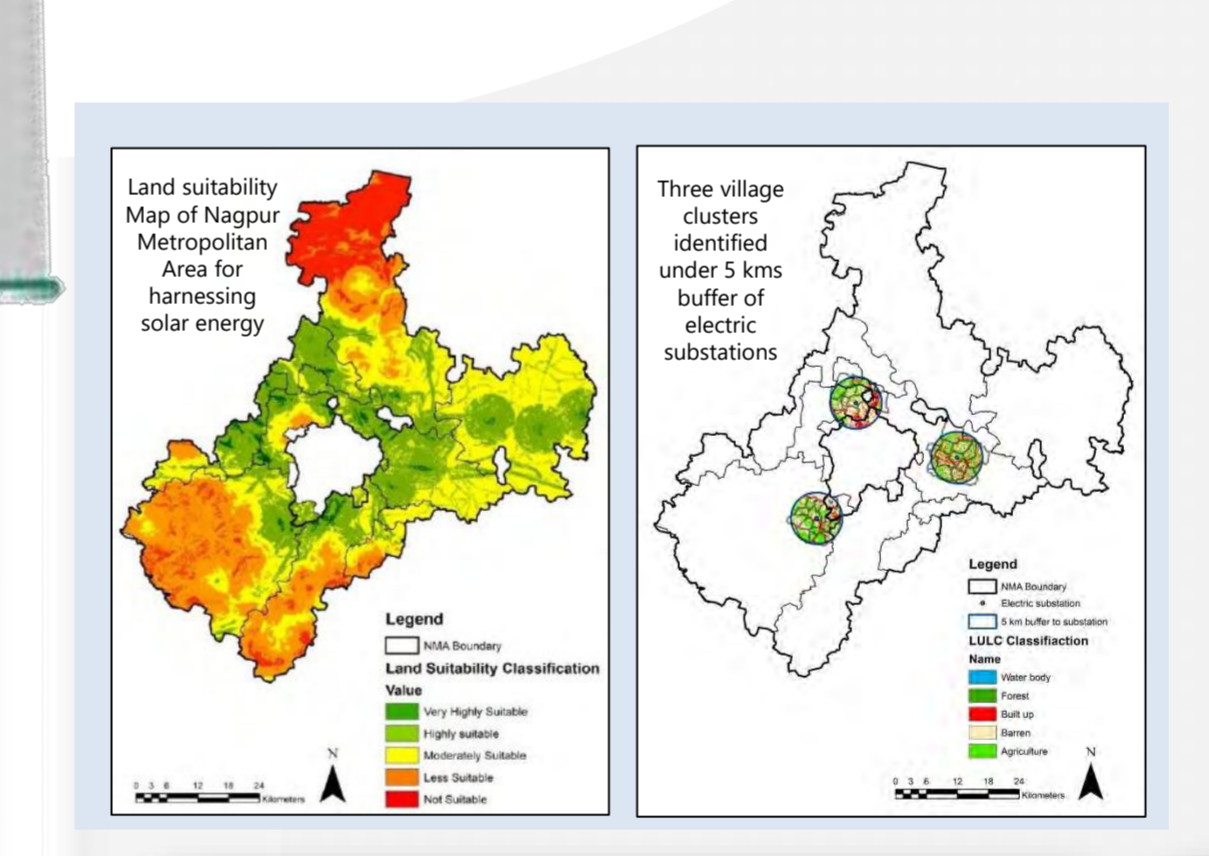 Land suitability
Map of Nagpur
Metropolitan
Area for
harnessing
solar energy
Legend
NMA Boundary
Land Suitability Classification
Value
Very Highly Suitable
Highly suitable
Moderately Suitable
Less Suitable
Not Suitable
N
0 3 6 12 18 24
Kilometers
Three village
clusters
identified
under 5 kms
buffer of
electric
substations
Legend
NMA Boundary
Electric substation
5 km buffer to substation
LULC Classifiaction
Name
Water body
Forest
Built up
Barren
Agriculture
N
0 3 6 12 18 24
Kilometers